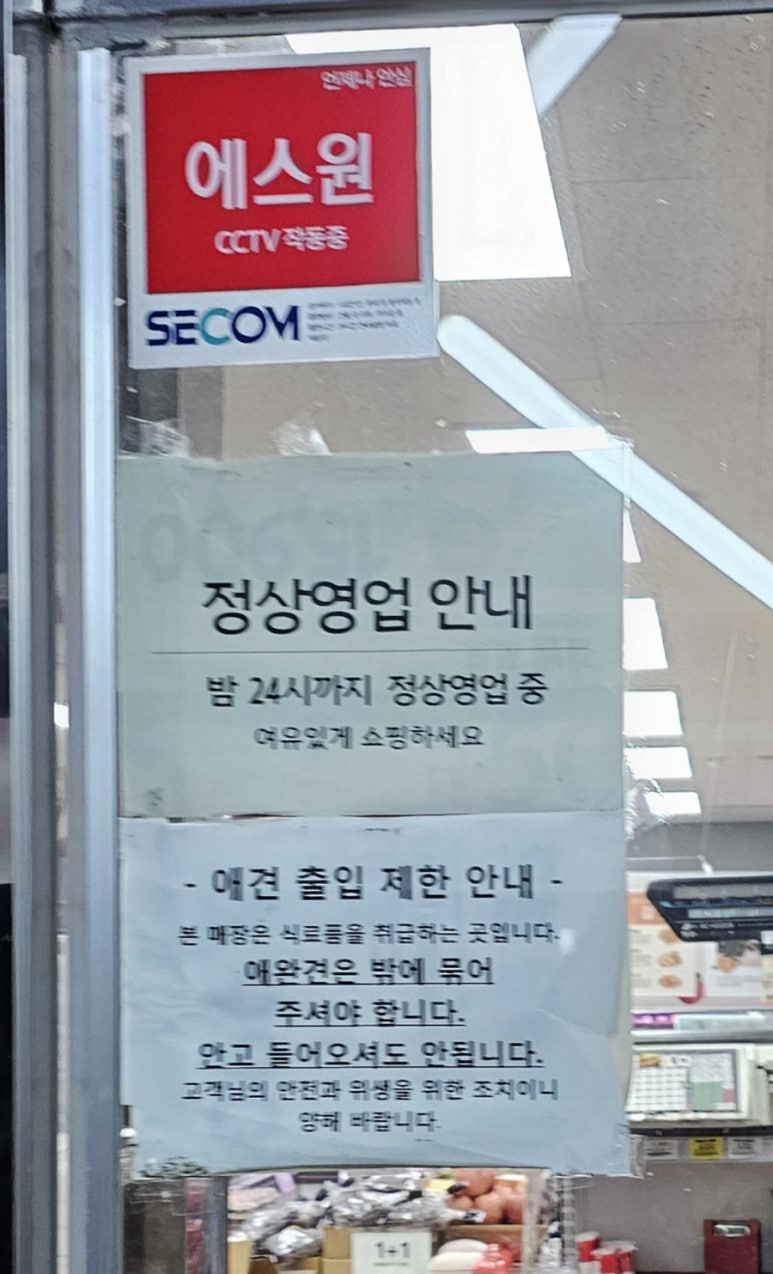 언제나 안심
에스원
CCTV 작동중
SECOM
정상영업 안내
밤 24시까지 정상영업 중
여유있게 쇼핑하세요
- 애견 출입 제한 안내 -
본 매장은 식료품을 취급하는 곳입니다.
애완견은 밖에 묶어
주셔야 합니다.
안고 들어오셔도 안됩니다.
고객님의 안전과 위생을 위한 조치이니
양해 바랍니다.
1+1